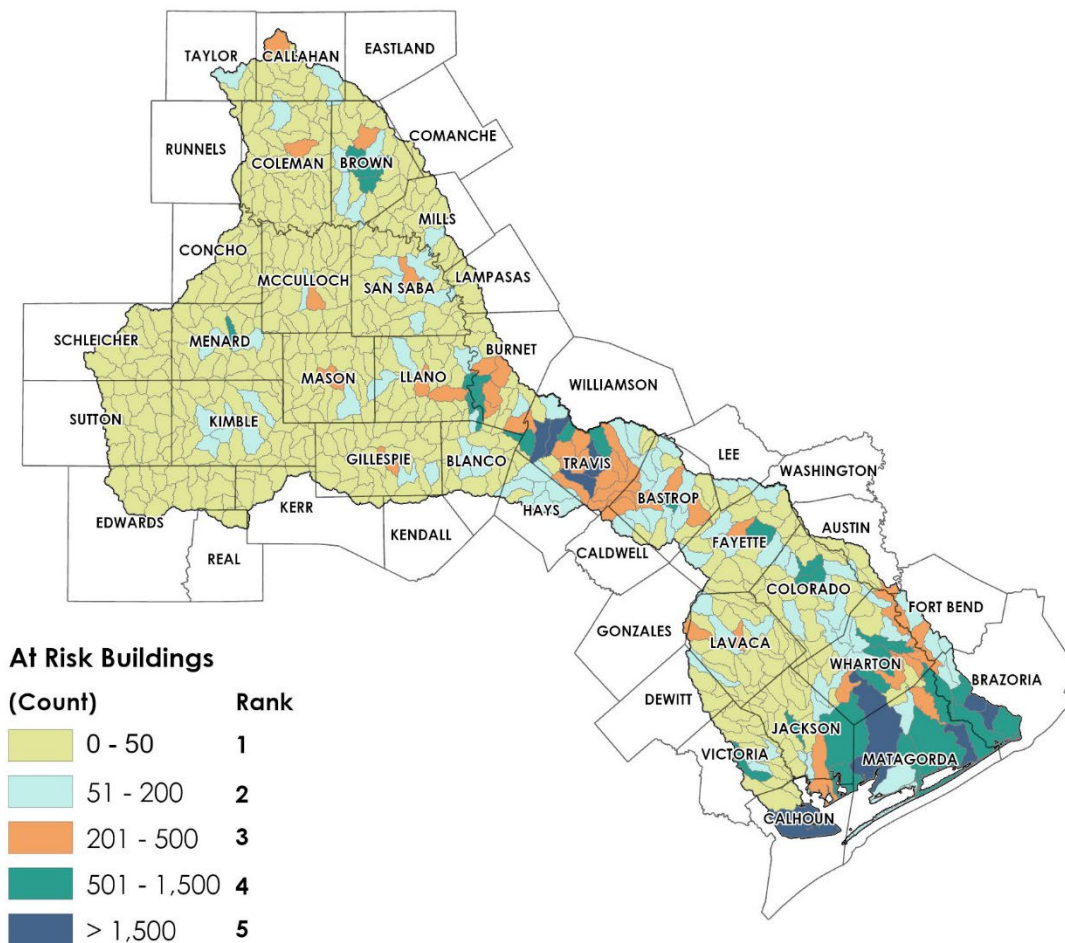 TAYLOR
CALLAHAN
EASTLAND
RUNNELS
COLEMAN
BROWN
COMANCHE
MILLS
CONCHO
MCCULLOCH
SAN SABA
LAMPASAS
SCHLEICHER
MENARD
BURNET
MASON
LLANO
WILLIAMSON
SUTTON
KIMBLE
GILLESPIE
BLANCO
TRAVIS
LEE
WASHINGTON
BASTROP
EDWARDS
KERR
HAYS
AUSTIN
REAL
KENDALL
CALDWELL
FAYETTE
COLORADO
FORT BEND
GONZALES
LAVACA
WHARTON
BRAZORIA
DEWITT
JACKSON
VICTORIA
MATAGORDA
CALHOUN
At Risk Buildings
(Count) Rank
0 - 50 1
51 - 200 2
201 - 500 3
501 - 1,500 4
> 1,500 5